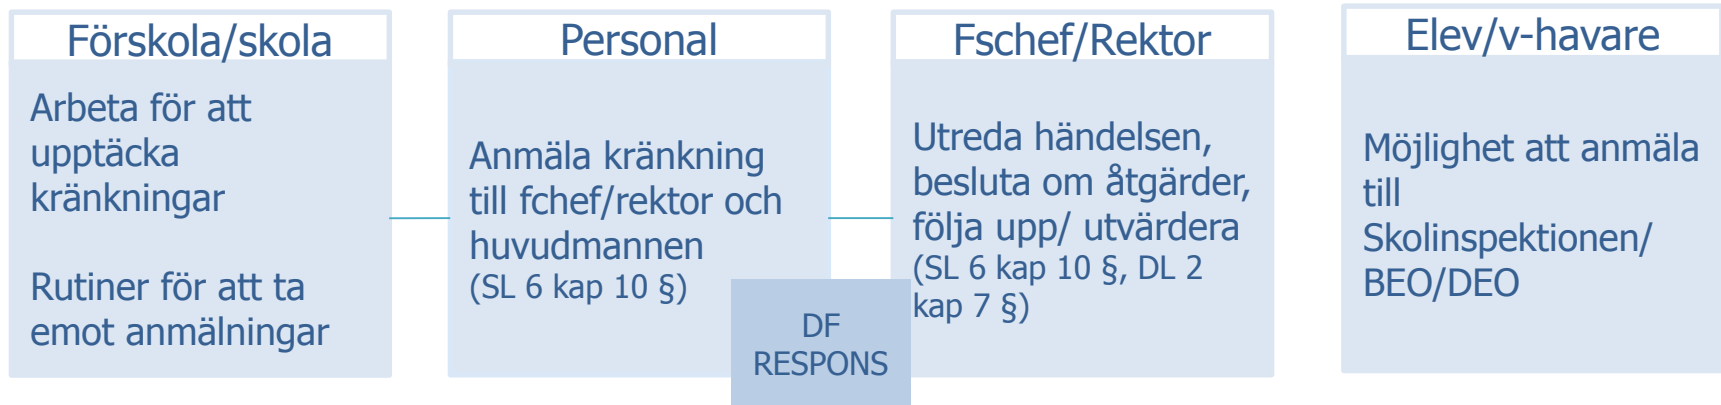 Förskola/skola
Arbeta för att
upptäcka
kränkningar
Rutiner för att ta
emot anmälningar
Personal
Anmäla kränkning
till fchef/rektor och
huvudmannen
(SL 6 kap 10 §)
DF
RESPONS
Fschef/Rektor
Utreda händelsen,
besluta om åtgärder,
följa upp/ utvärdera
(SL 6 kap 10 §, DL 2
kap 7 §)
Elev/v-havare
Möjlighet att anmäla
till
Skolinspektionen/
BEO/DEO